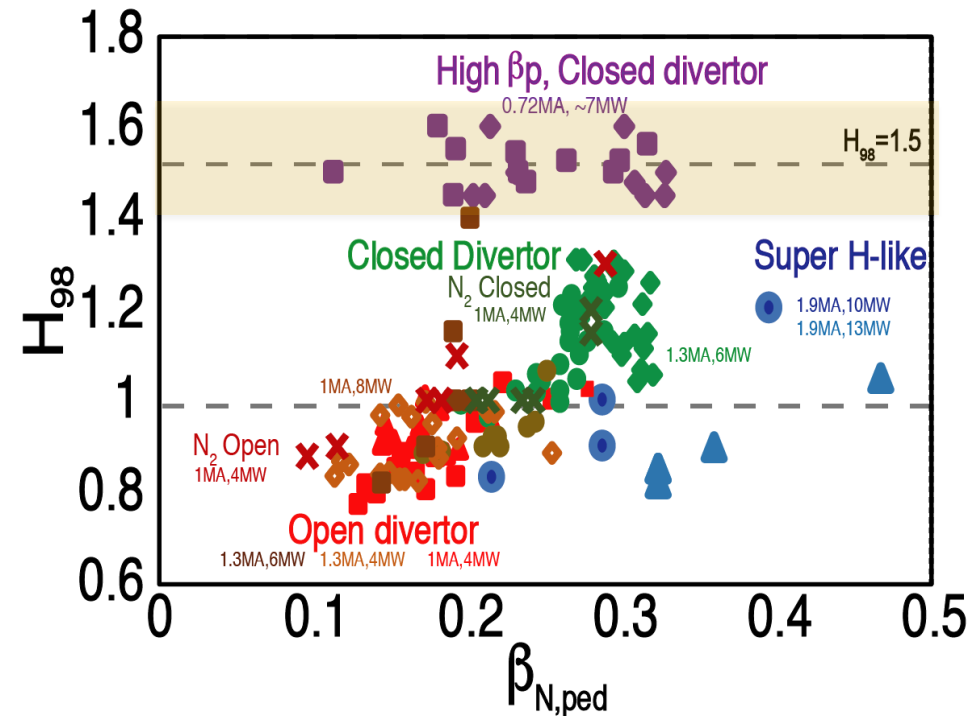 1.8
High βp, Closed divertor
0.72MA, ~7MW
1.6
H98=1.5
1.4
Closed Divertor
Super H-like
N2 Closed
1MA,4MW
1.9MA,10MW
1.9MA,13MW
1.2
H98
1.3MA,6MW
1MA,8MW
1
N2 Open
1MA,4MW
0.8
Open divertor
1.3MA,6MW 1.3MA,4MW 1MA,4MW
0.6
0 0.1 0.2 0.3 0.4 0.5
βN,ped